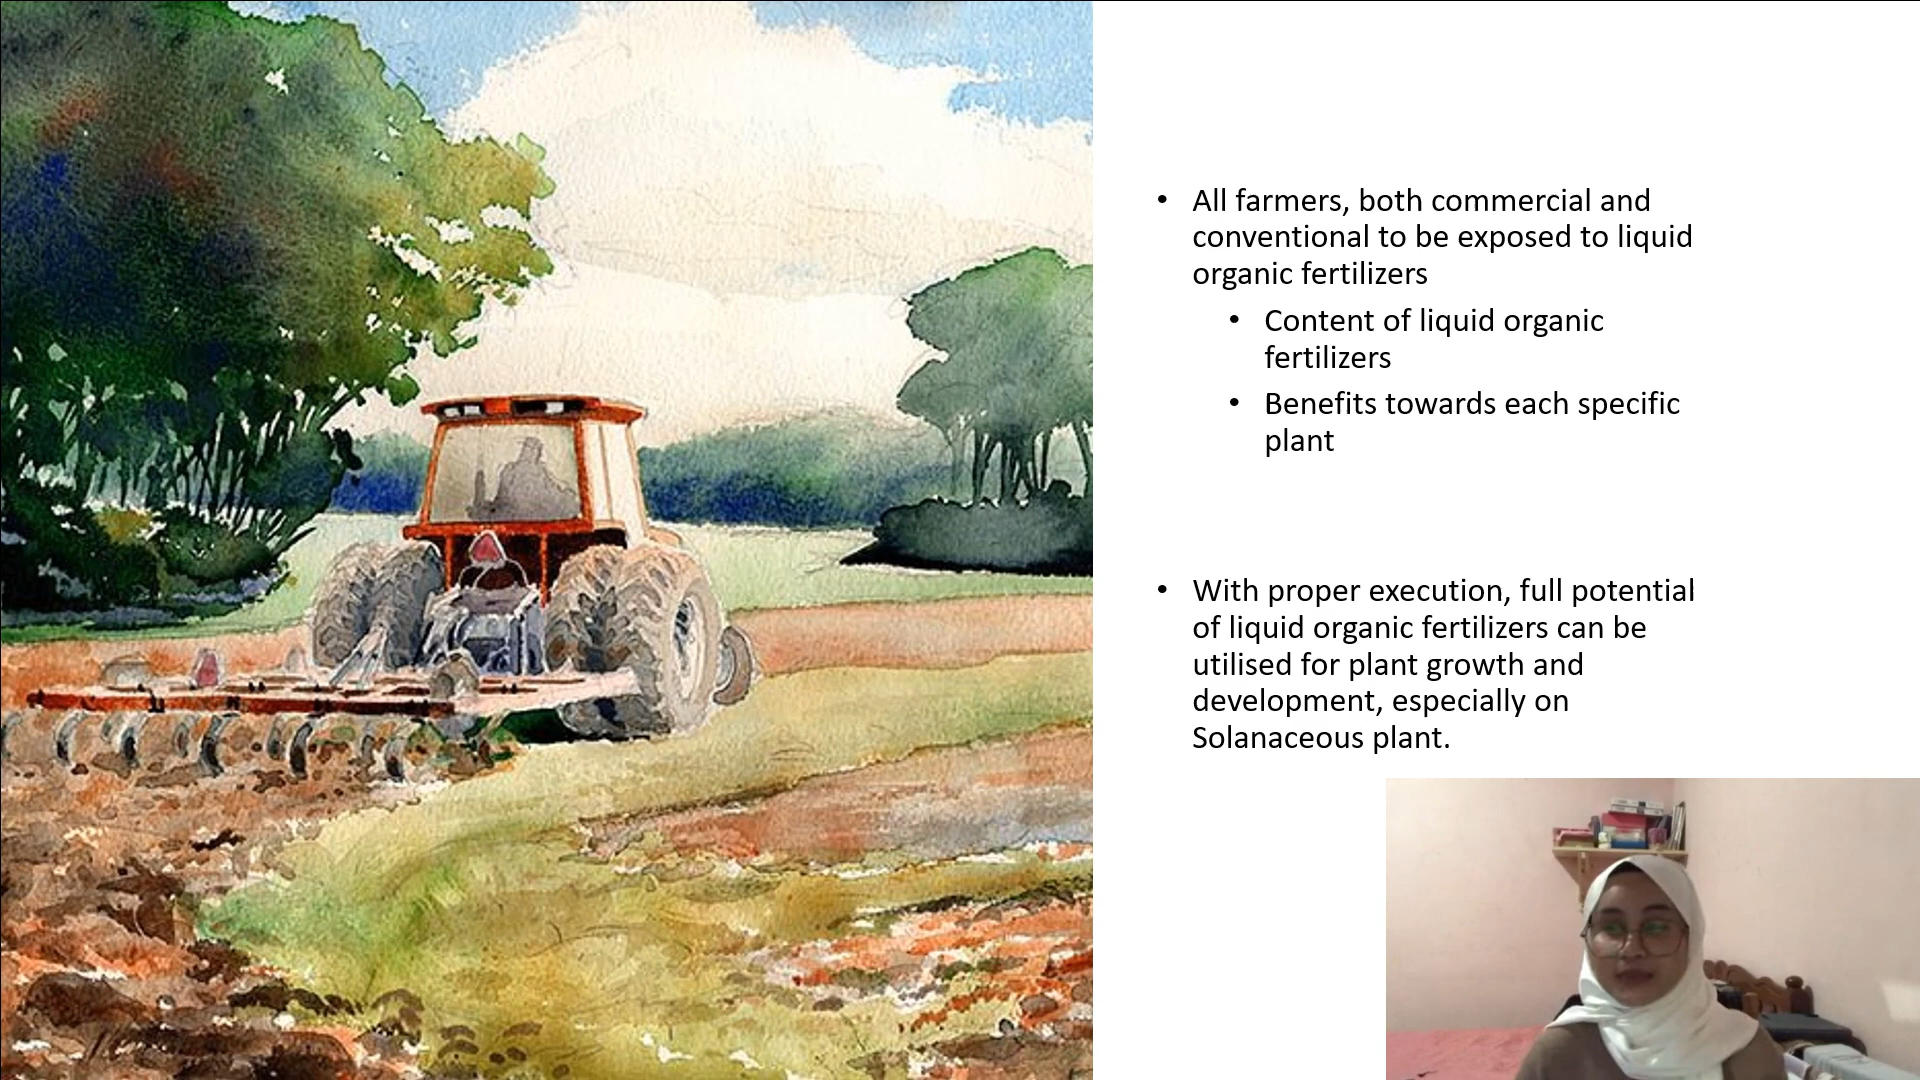 • All farmers, both commercial and
conventional to be exposed to liquid
organic fertilizers
• Content of liquid organic
fertilizers
• Benefits towards each specific
plant
• With proper execution, full potential
of liquid organic fertilizers can be
utilised for plant growth and
development, especially on
Solanaceous plant.